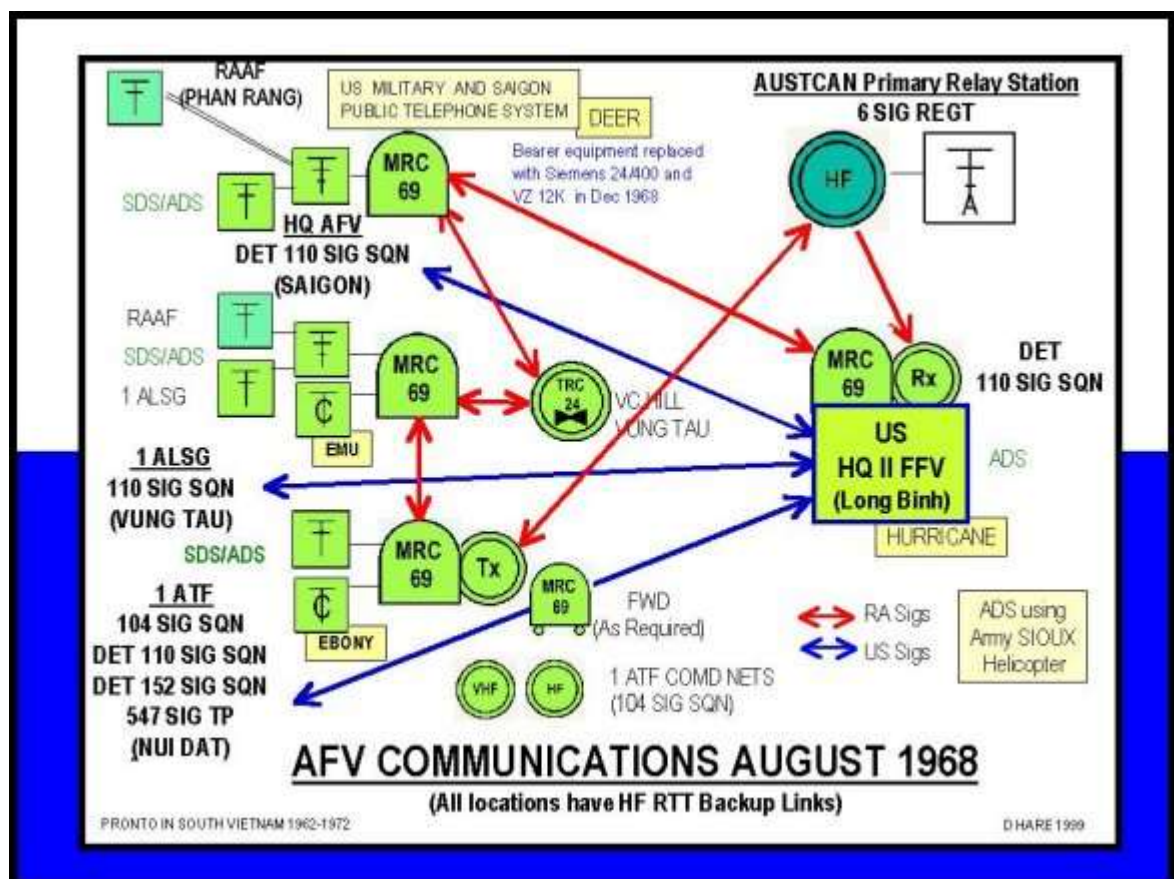 RAAF
(PHAN RANG)
US MILITARY AND SAIGON
PUBLIC TELEPHONE SYSTEM
DEER
AUSTCAN Primary Relay Station
6 SIG REGT
MRC
69
Bearer equipment replaced
with Siemens 24/400 and
VZ 12K in Dec 1968
HF
A
SDS/ADS
HQ AFV
DET 110 SIG SQN
(SAIGON)
RAAF
SDS/ADS
1 ALSG
MRC
69
EMU
TRC
24
VC HILL
VUNG TAU
MRC
69
Rx
DET
110 SIG SQN
US
HQ II FFV
(Long Binh)
ADS
HURRICANE
1 ALSG
110 SIG SQN
(VUNG TAU)
SDS/ADS
MRC
69
Tx
EBONY
1 ATF
104 SIG SQN
DET 110 SIG SQN
DET 152 SIG SQN
547 SIG TP
(NUI DAT)
MRC
69
FWD
(As Required)
RA Sigs
US Sigs
ADS using
Army SIOUX
Helicopter
VHF
HF
1 ATF COMD NETS
(104 SIG SQN)
AFV COMMUNICATIONS AUGUST 1968
(All locations have HF RTT Backup Links)
PRONTO IN SOUTH VIETNAM 1962-1972
D HARE 1999